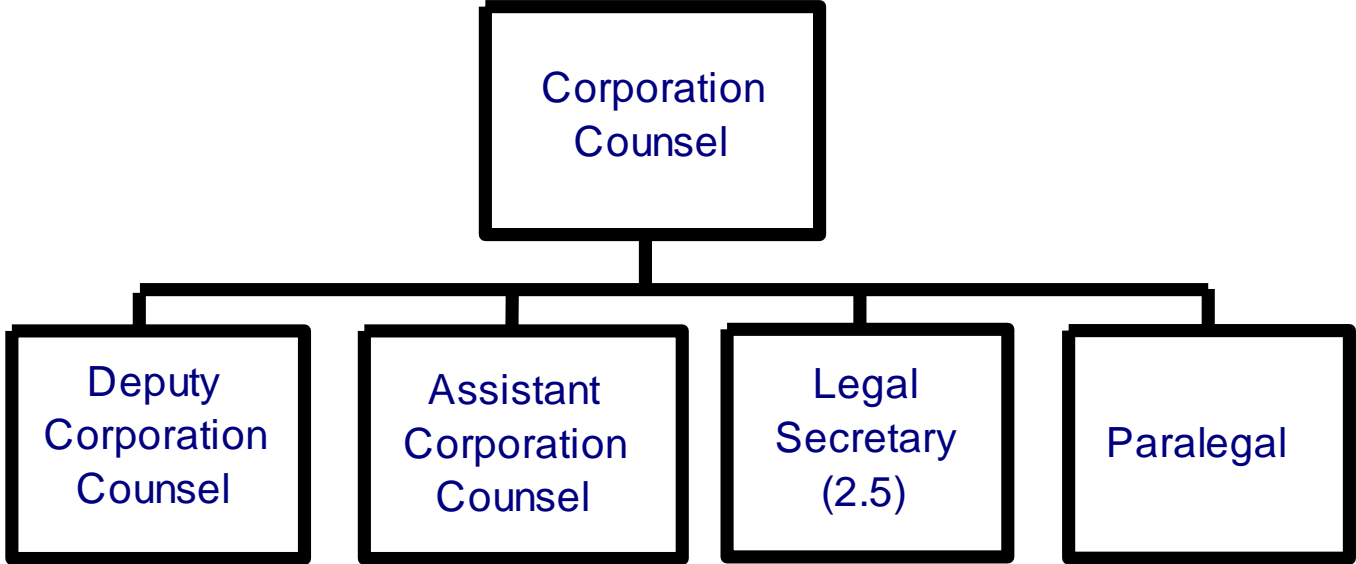 Corporation
Counsel
Deputy
Corporation
Counsel
Assistant
Corporation
Counsel
Legal
Secretary
(2.5)
Paralegal